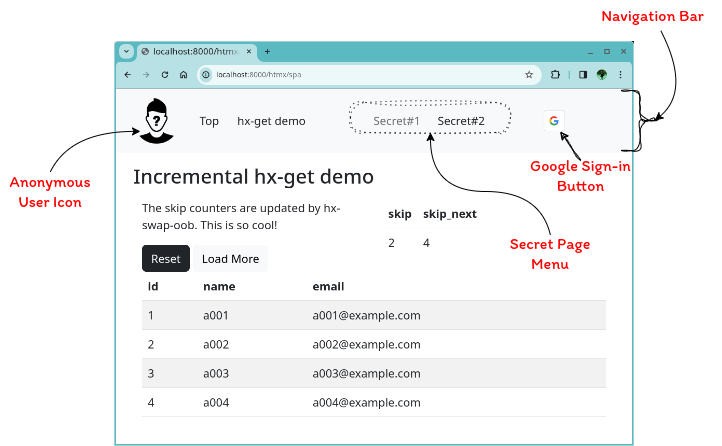 Navigation Bar
localhost:8000/htmx
localhost:8000/htmx/spa
?
Top
hx-get demo
Secret#1
Secret#2
G
Anonymous
User Icon
Google Sign-in
Button
Incremental hx-get demo
The skip counters are updated by hx-
swap-oob. This is so cool!
skip skip_next
2 4
Secret Page
Menu
Reset
Load More
Id name email
1 a001 a001@example.com
2 a002 a002@example.com
3 a003 a003@example.com
4 a004 a004@example.com